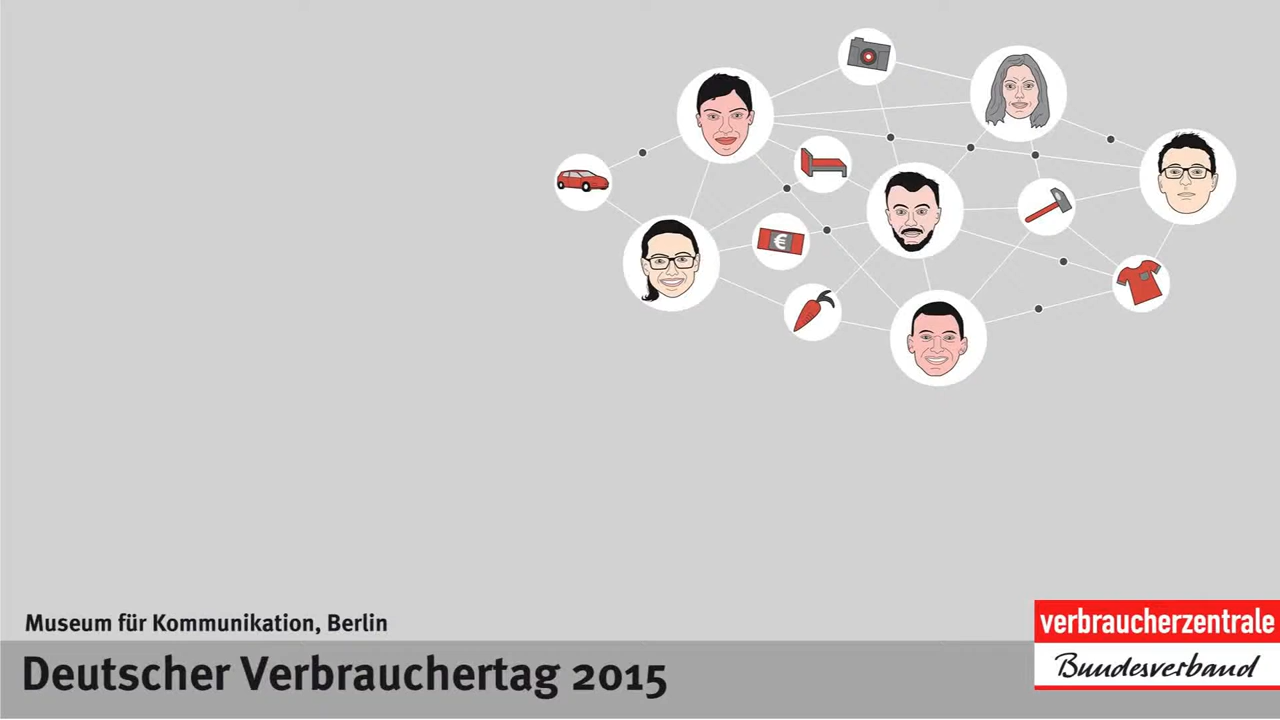 €
Museum für Kommunikation, Berlin
Deutscher Verbrauchertag 2015
verbraucherzentrale
Bundesverband